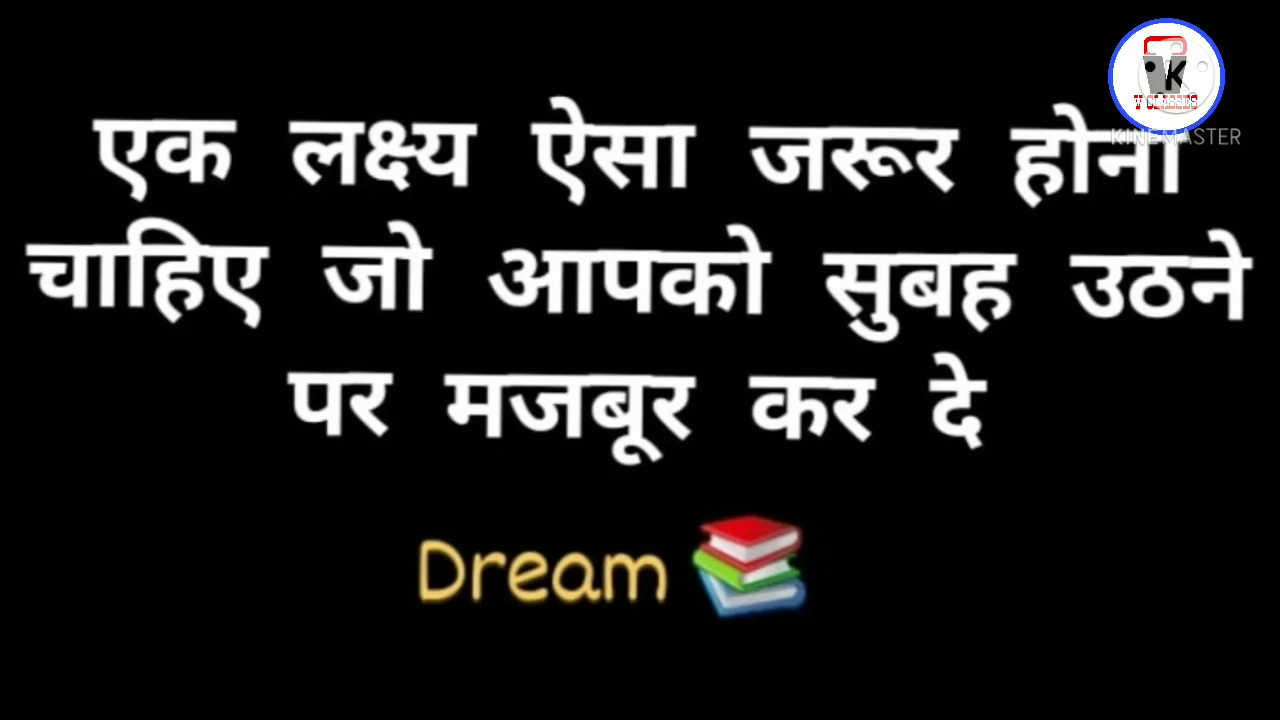 एक लक्ष्य ऐसा जरूर होना
चाहिए जो आपको सुबह उठने
पर मजबूर कर दे
Dream
KINEMASTER